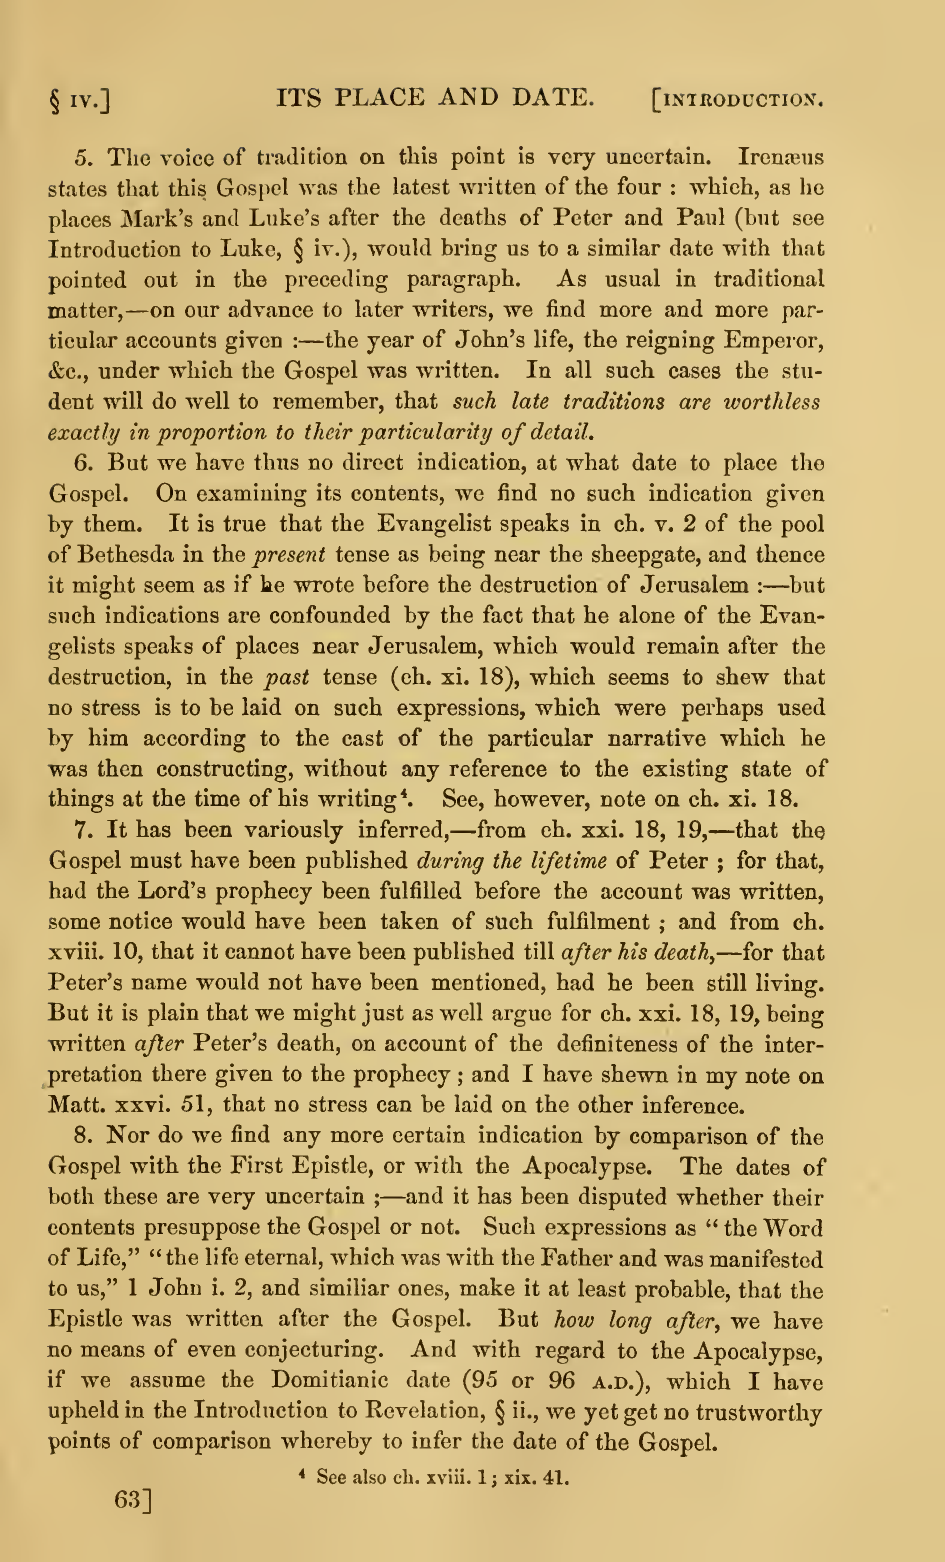 § IV.] ITS PLACE AND DATE. [INTRODUCTION.
5. The voice of tradition on this point is very uncertain. Irenæus
states that this Gospel was the latest written of the four : which, as he
places Mark's and Luke's after the deaths of Peter and Paul (but see
Introduction to Luke, § iv.), would bring us to a similar date with that
pointed out in the preceding paragraph. As usual in traditional
matter,—on our advance to later writers, we find more and more par-
ticular accounts given :—the year of John's life, the reigning Emperor,
&c., under which the Gospel was written. In all such cases the stu-
dent will do well to remember, that such late traditions are worthless
exactly in proportion to their particularity of detail.
6. But we have thus no direct indication, at what date to place the
Gospel. On examining its contents, we find no such indication given
by them. It is true that the Evangelist speaks in ch. v. 2 of the pool
of Bethesda in the present tense as being near the sheepgate, and thence
it might seem as if he wrote before the destruction of Jerusalem :—but
such indications are confounded by the fact that he alone of the Evan-
gelists speaks of places near Jerusalem, which would remain after the
destruction, in the past tense (ch. xi. 18), which seems to shew that
no stress is to be laid on such expressions, which were perhaps used
by him according to the cast of the particular narrative which he
was then constructing, without any reference to the existing state of
things at the time of his writing⁴. See, however, note on ch. xi. 18.
7. It has been variously inferred,—from ch. xxi. 18, 19,—that the
Gospel must have been published during the lifetime of Peter ; for that,
had the Lord's prophecy been fulfilled before the account was written,
some notice would have been taken of such fulfilment ; and from ch.
xviii. 10, that it cannot have been published till after his death,—for that
Peter's name would not have been mentioned, had he been still living.
But it is plain that we might just as well argue for ch. xxi. 18, 19, being
written after Peter's death, on account of the definiteness of the inter-
pretation there given to the prophecy ; and I have shewn in my note on
Matt. xxvi. 51, that no stress can be laid on the other inference.
8. Nor do we find any more certain indication by comparison of the
Gospel with the First Epistle, or with the Apocalypse. The dates of
both these are very uncertain ;—and it has been disputed whether their
contents presuppose the Gospel or not. Such expressions as " the Word
of Life," " the life eternal, which was with the Father and was manifested
to us," 1 John i. 2, and similiar ones, make it at least probable, that the
Epistle was written after the Gospel. But how long after, we have
no means of even conjecturing. And with regard to the Apocalypse,
if we assume the Domitianic date (95 or 96 A.D.), which I have
upheld in the Introduction to Revelation, § ii., we yet get no trustworthy
points of comparison whereby to infer the date of the Gospel.
⁴ See also ch. xviii. 1 ; xix. 41.
63]